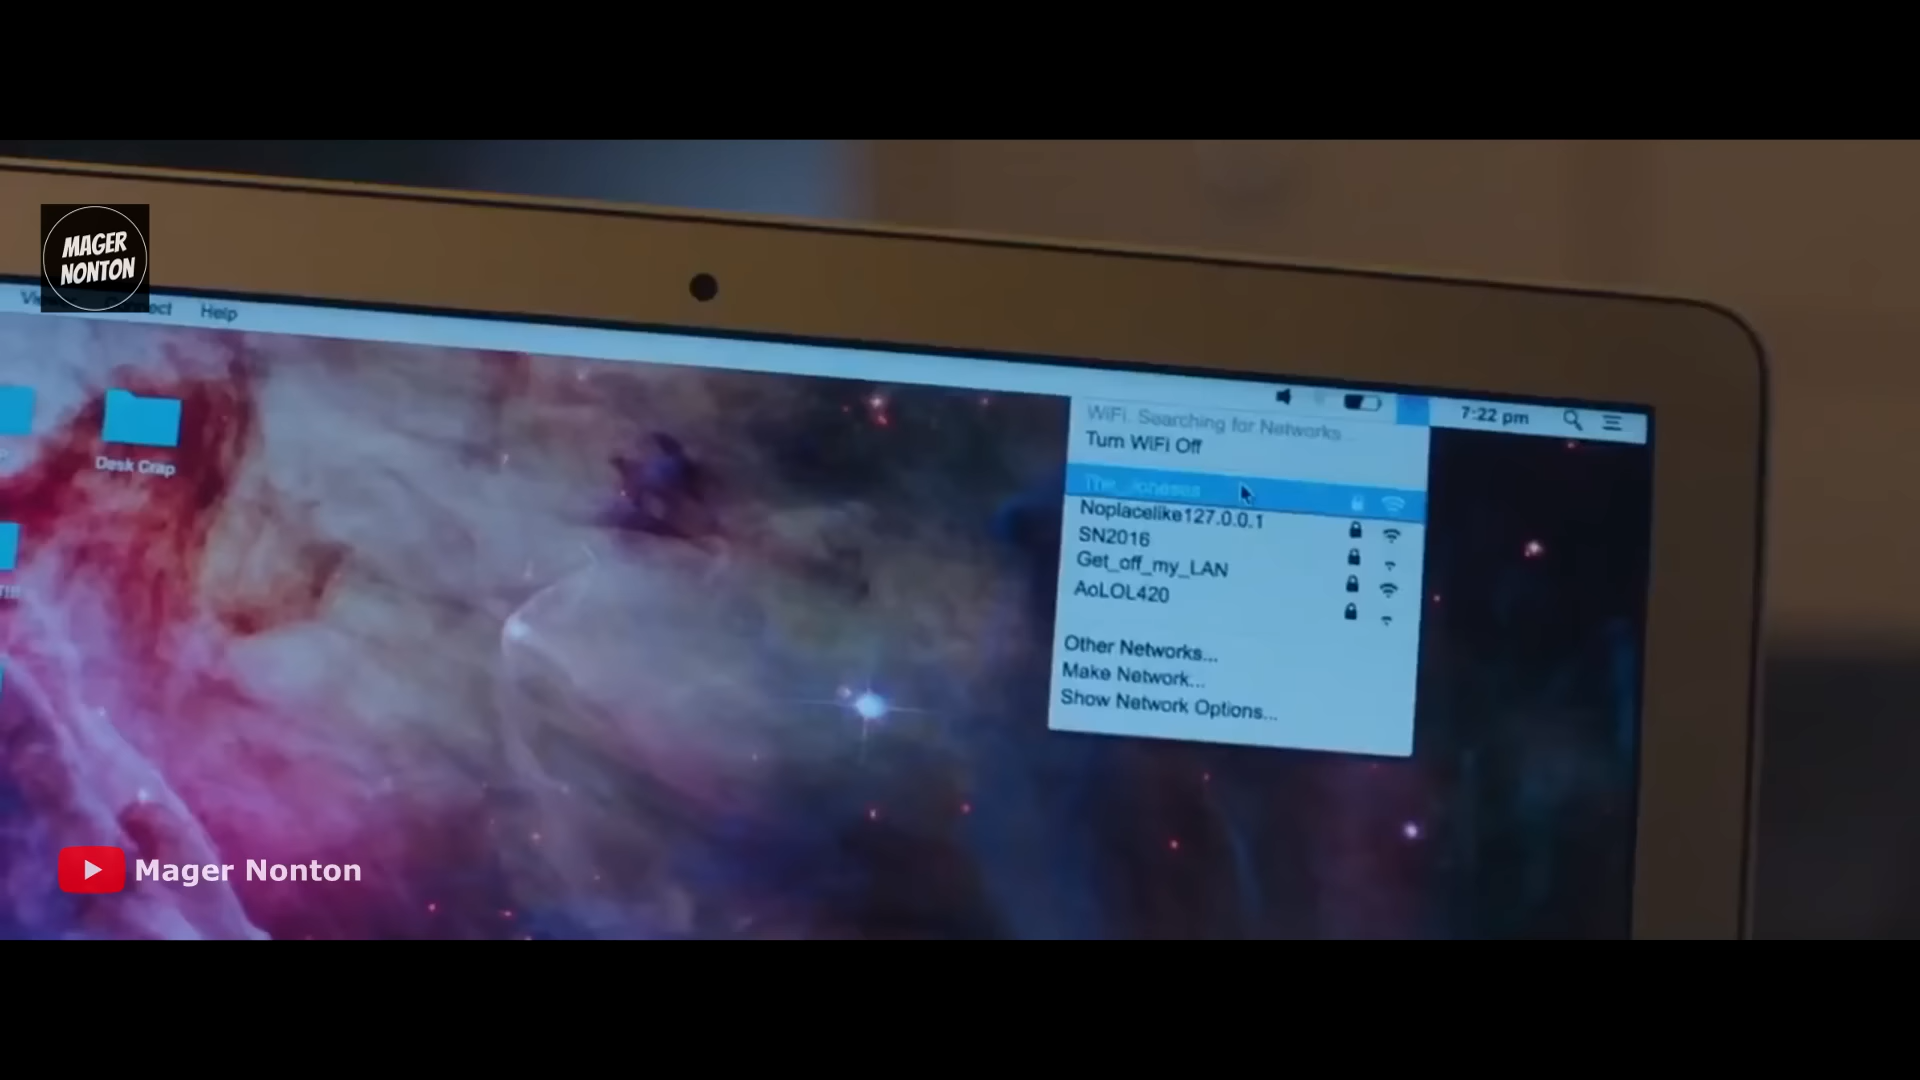 MAGER
NONTON
Help
Desk Crap
7:22 pm
WiFi. Searching for Networks...
Turn WiFi Off
The_Joneses
Noplacelike127.0.0.1
SN2016
Get_off_my_LAN
AoLOL420
Other Networks...
Make Network...
Show Network Options...
Mager Nonton